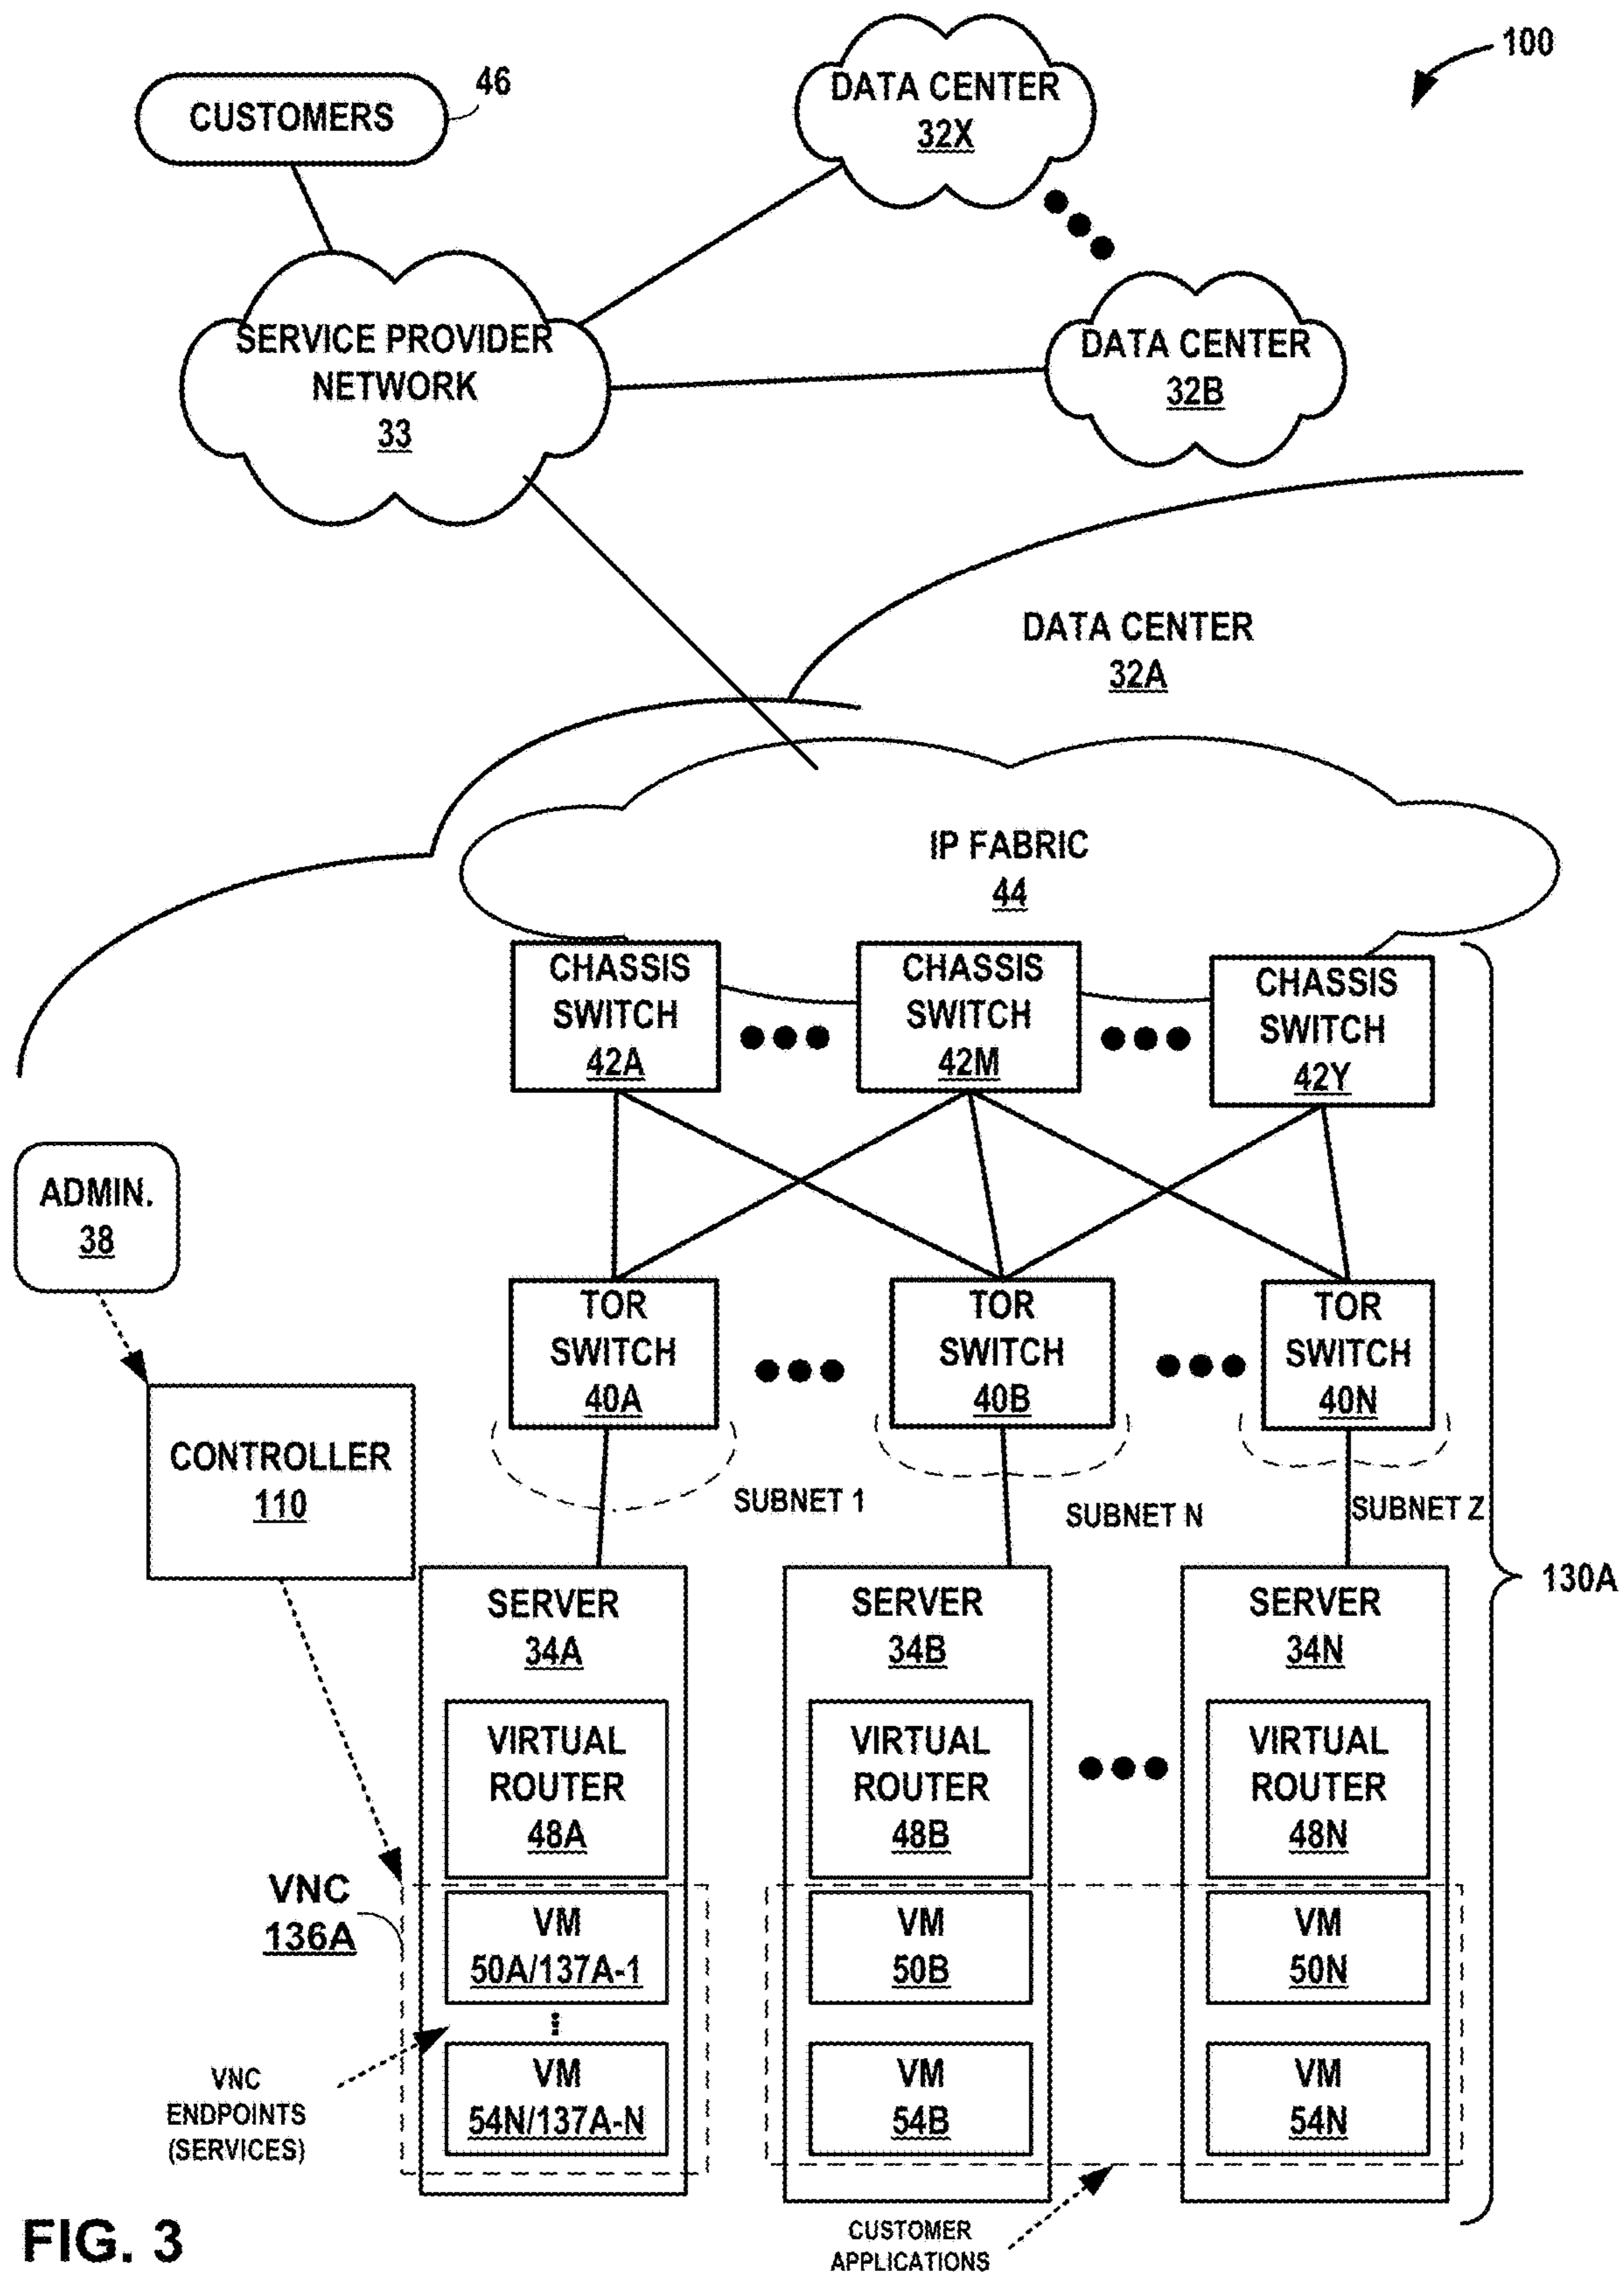 100
CUSTOMERS
46
DATA CENTER
32X
SERVICE PROVIDER
NETWORK
33
DATA CENTER
32B
DATA CENTER
32A
IP FABRIC
44
CHASSIS
SWITCH
42A
CHASSIS
SWITCH
42M
CHASSIS
SWITCH
42Y
ADMIN.
38
TOR
SWITCH
40A
TOR
SWITCH
40B
TOR
SWITCH
40N
CONTROLLER
110
SUBNET 1
SUBNET N
SUBNET Z
130A
SERVER
34A
SERVER
34B
SERVER
34N
VIRTUAL
ROUTER
48A
VIRTUAL
ROUTER
48B
VIRTUAL
ROUTER
48N
VNC
136A
VM
50A/137A-1
VM
50B
VM
50N
VNC
ENDPOINTS
(SERVICES)
VM
54N/137A-N
VM
54B
VM
54N
CUSTOMER
APPLICATIONS
FIG. 3